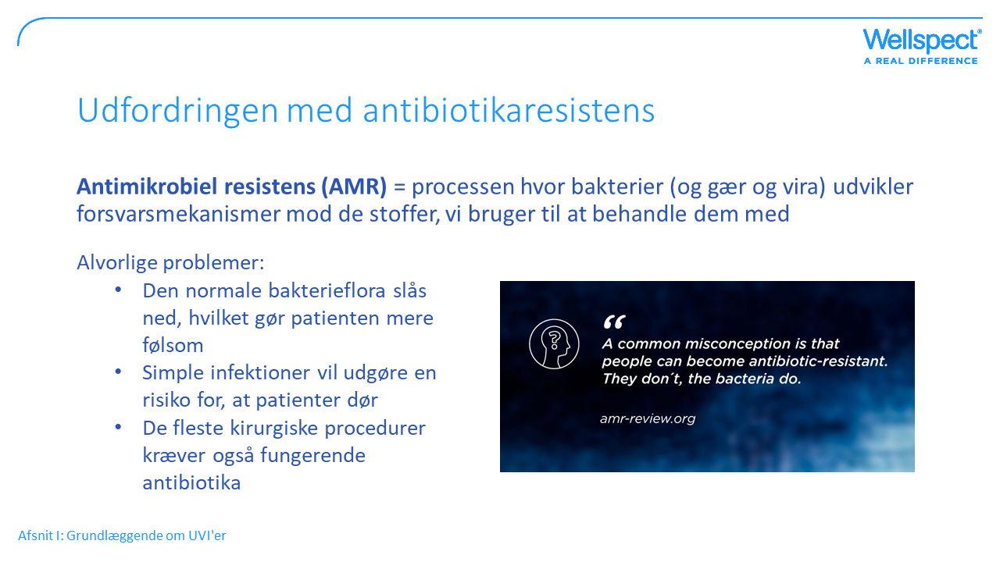 Wellspect®
A REAL DIFFERENCE
Udfordringen med antibiotikaresistens
Antimikrobiel resistens (AMR) = processen hvor bakterier (og gær og vira) udvikler
forsvarsmekanismer mod de stoffer, vi bruger til at behandle dem med
Alvorlige problemer:
• Den normale bakterieflora slås
ned, hvilket gør patienten mere
følsom
• Simple infektioner vil udgøre en
risiko for, at patienter dør
• De fleste kirurgiske procedurer
kræver også fungerende
antibiotika
“
A common misconception is that
people can become antibiotic-resistant.
They don´t, the bacteria do.
amr-review.org
Afsnit I: Grundlæggende om UVI'er